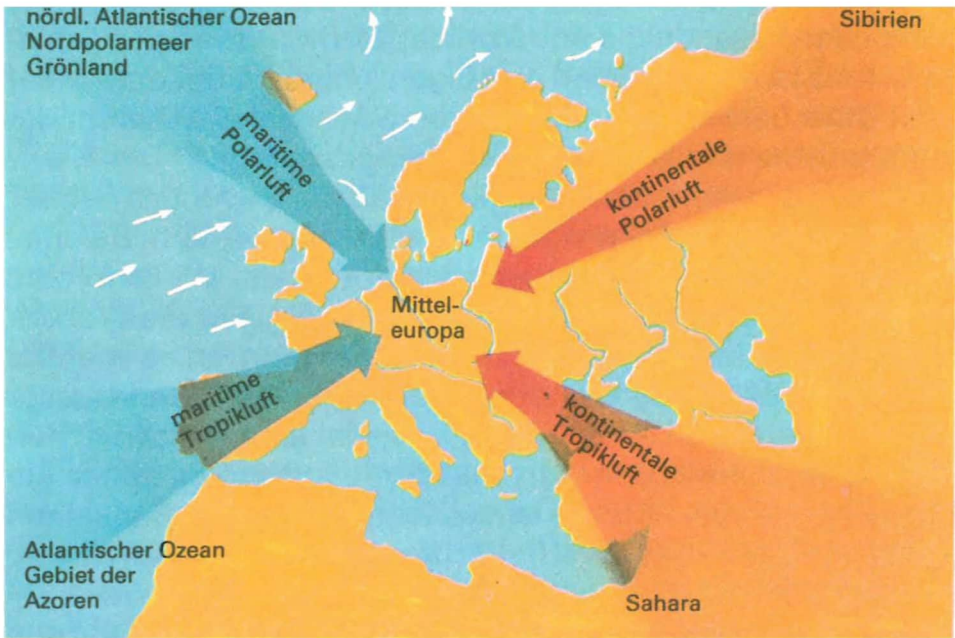 nördl. Atlantischer Ozean
Nordpolarmeer
Grönland
Sibirien
maritime
Polarluft
kontinentale
Polarluft
Mittel-
europa
maritime
Tropikluft
kontinentale
Tropikluft
Atlantischer Ozean
Gebiet der
Azoren
Sahara